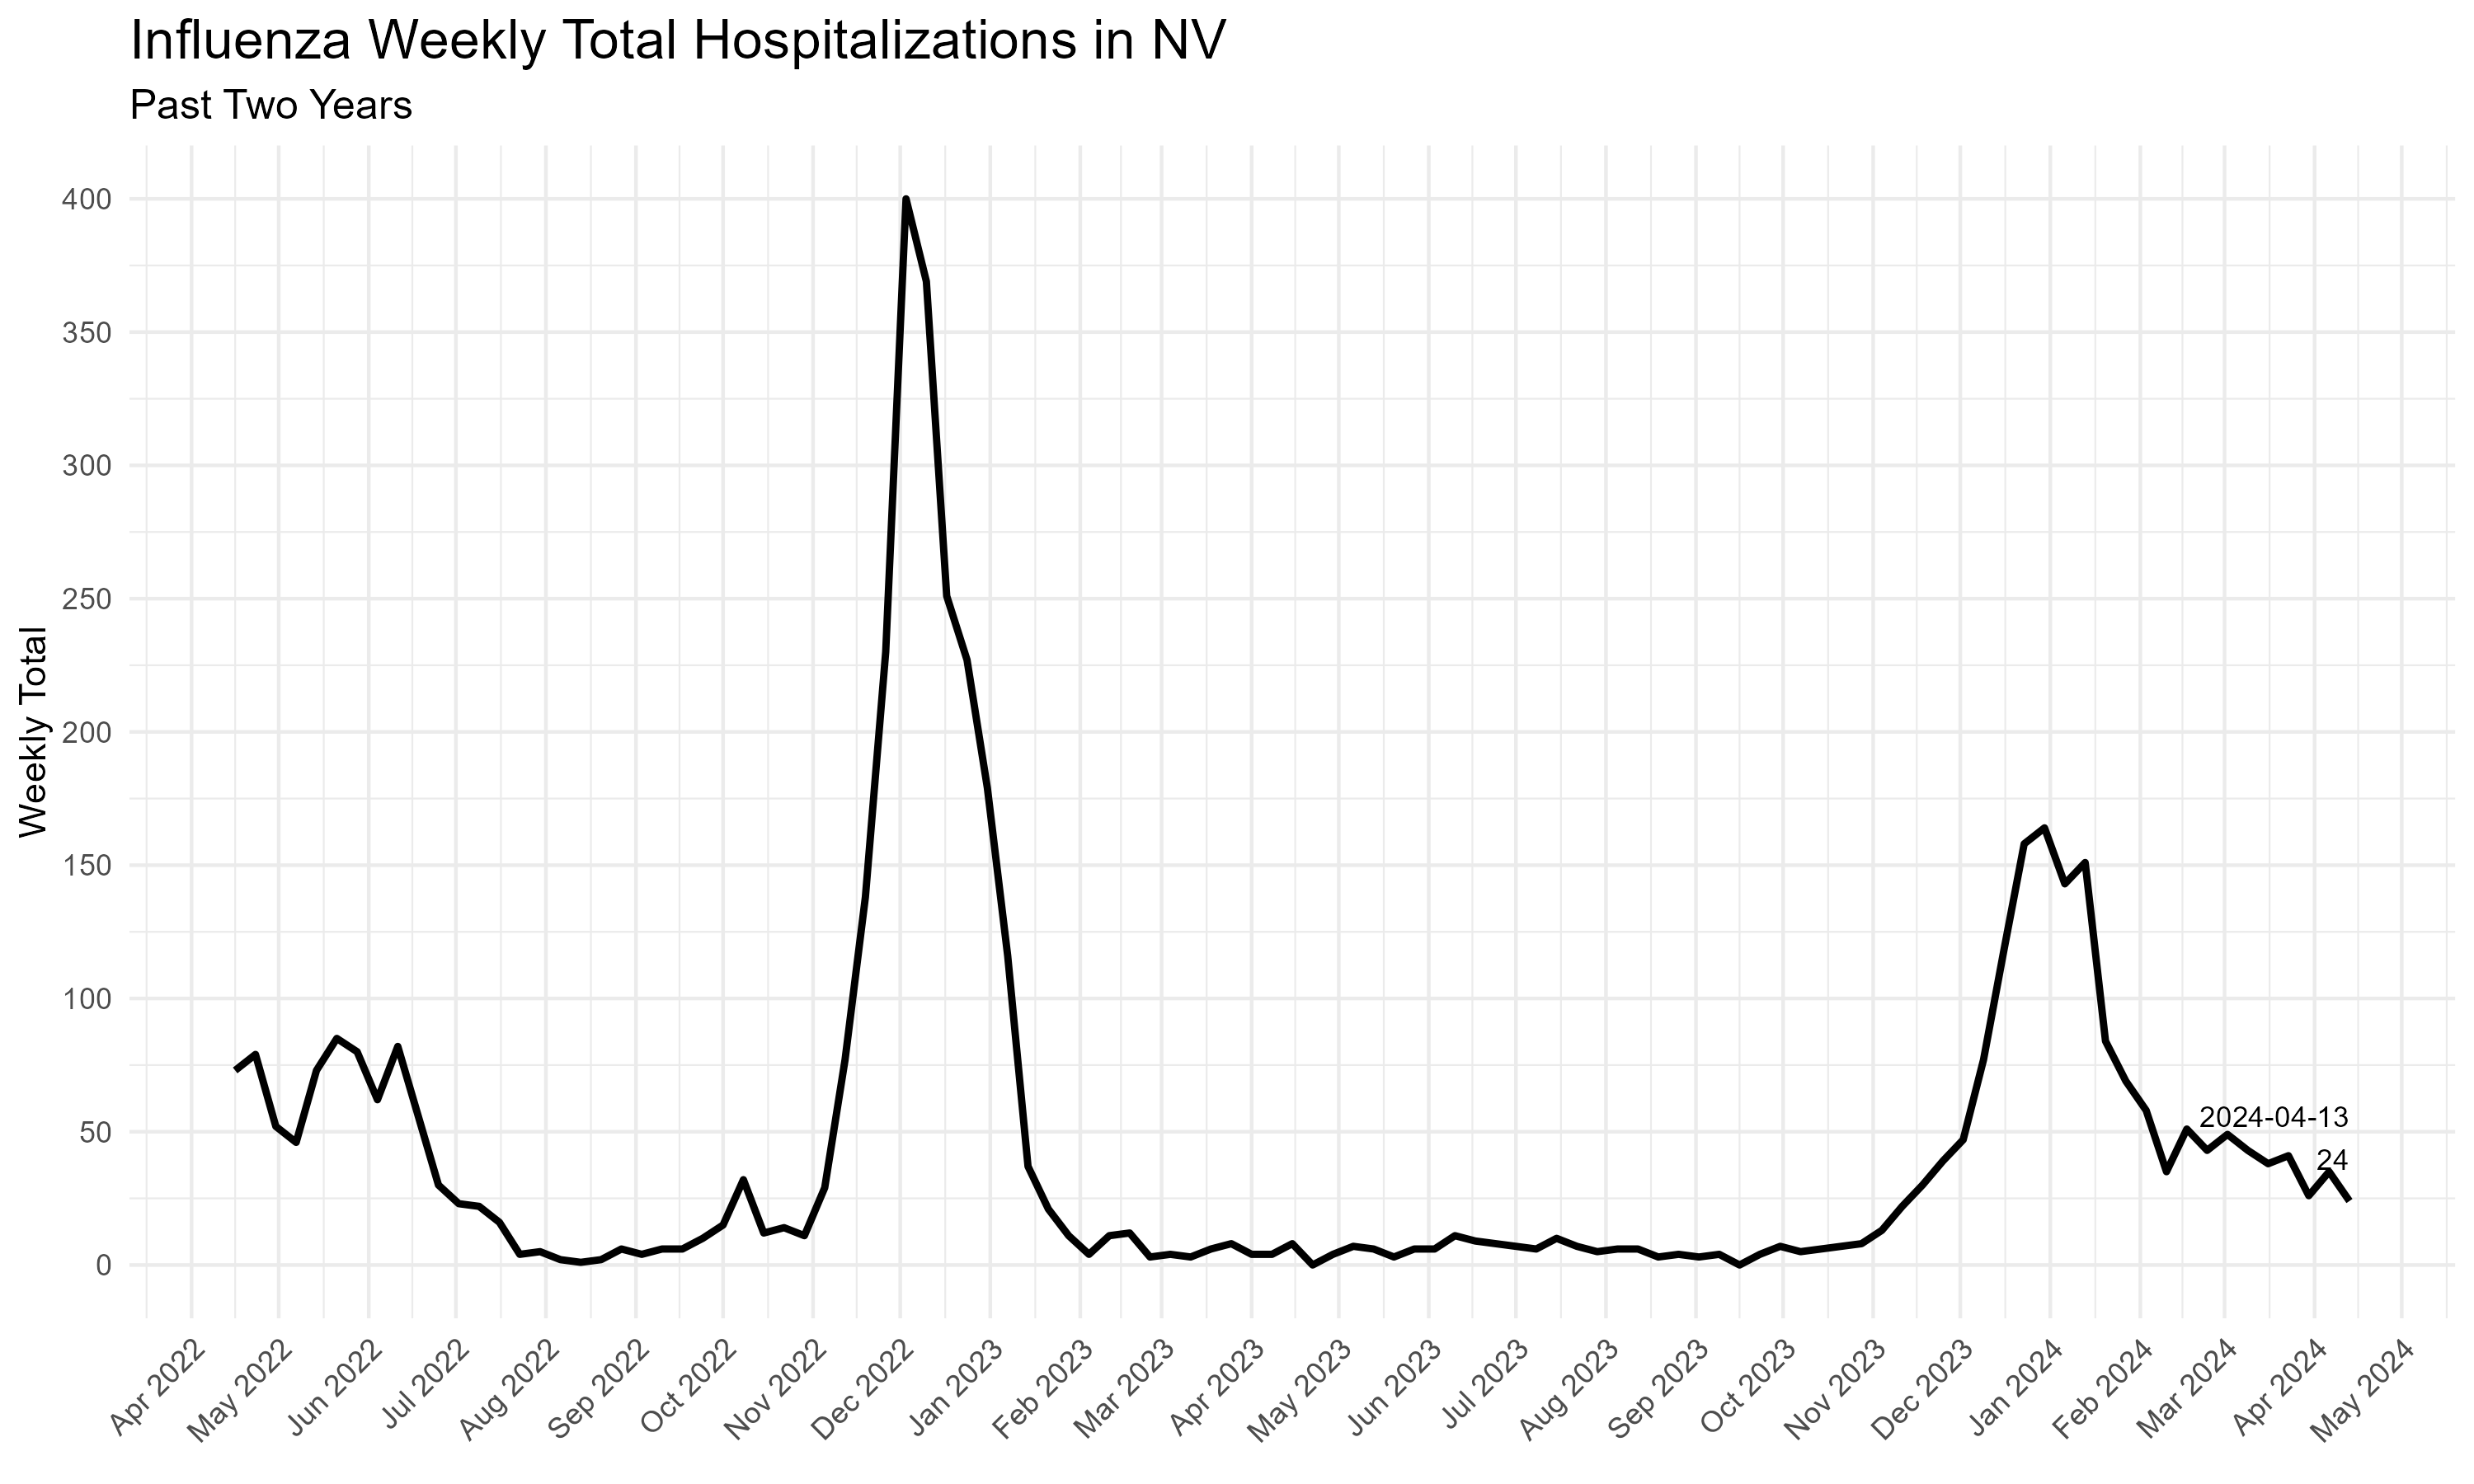 Influenza Weekly Total Hospitalizations in NV
Past Two Years
Weekly Total
400
350
300
250
200
150
100
50
0
2024-04-13
24
Apr 2022
May 2022
Jun 2022
Jul 2022
Aug 2022
Sep 2022
Oct 2022
Nov 2022
Dec 2022
Jan 2023
Feb 2023
Mar 2023
Apr 2023
May 2023
Jun 2023
Jul 2023
Aug 2023
Sep 2023
Oct 2023
Nov 2023
Dec 2023
Jan 2024
Feb 2024
Mar 2024
Apr 2024
May 2024